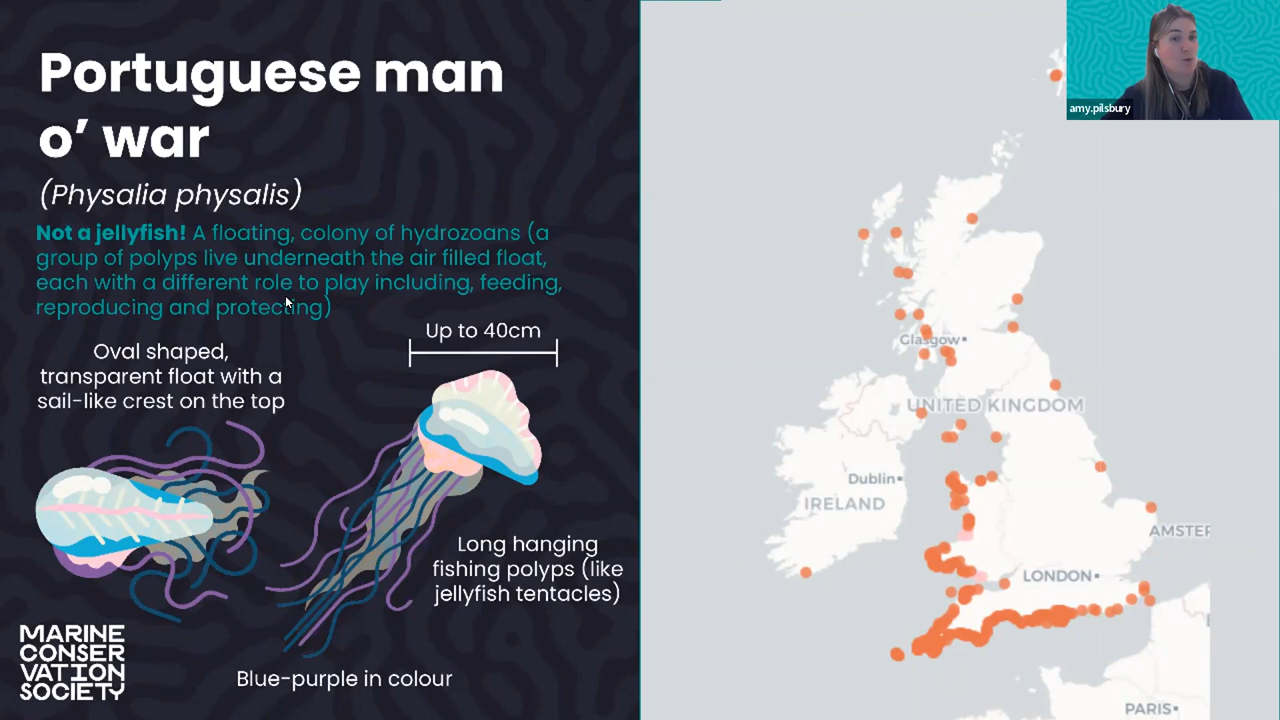 Portuguese man
o’ war
(Physalia physalis)
Not a jellyfish! A floating, colony of hydrozoans (a
group of polyps live underneath the air filled float,
each with a different role to play including, feeding,
reproducing and protecting)
Up to 40cm
Oval shaped,
transparent float with a
sail-like crest on the top
Long hanging
fishing polyps (like
jellyfish tentacles)
Blue-purple in colour
MARINE
CONSER
VATION
SOCIETY
amy.pilsbury
Glasgow
UNITED KINGDOM
Dublin
IRELAND
AMSTER
LONDON
PARIS